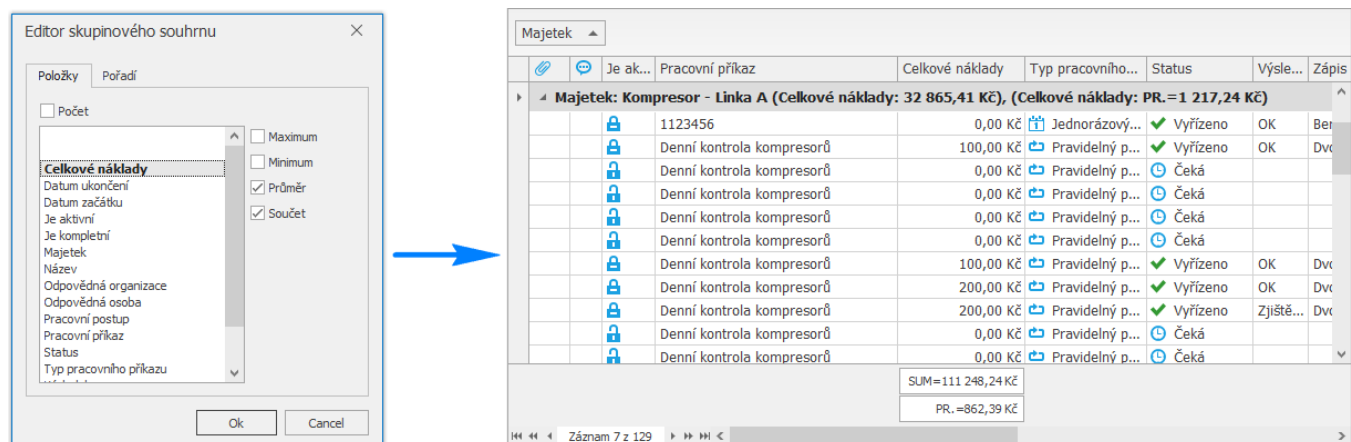 Editor skupinového souhrnu
Položky Pořadí
Počet
Celkové náklady
Datum ukončení
Datum začátku
Je aktivní
Je kompletní
Majetek
Název
Odpovědná organizace
Odpovědná osoba
Pracovní postup
Pracovní příkaz
Status
Typ pracovního příkazu
Maximum
Minimum
Průměr
Součet
Ok Cancel
Majetek
Je ak... Pracovní příkaz Celkové náklady Typ pracovního... Status Výsle... Zápis
Majetek: Kompresor - Linka A (Celkové náklady: 32 865,41 Kč), (Celkové náklady: PR.=1 217,24 Kč)
1123456 0,00 Kč Jednorázový... Vyřízeno OK Ber
Denní kontrola kompresorů 100,00 Kč Pravidelný p... Vyřízeno OK Dvo
Denní kontrola kompresorů 0,00 Kč Pravidelný p... Čeká
Denní kontrola kompresorů 0,00 Kč Pravidelný p... Čeká
Denní kontrola kompresorů 0,00 Kč Pravidelný p... Čeká
Denní kontrola kompresorů 0,00 Kč Pravidelný p... Čeká
Denní kontrola kompresorů 100,00 Kč Pravidelný p... Vyřízeno OK Dvo
Denní kontrola kompresorů 200,00 Kč Pravidelný p... Vyřízeno OK Dvo
Denní kontrola kompresorů 200,00 Kč Pravidelný p... Vyřízeno Zjiště... Dvo
Denní kontrola kompresorů 0,00 Kč Pravidelný p... Čeká
Denní kontrola kompresorů 0,00 Kč Pravidelný p... Čeká
SUM=111 248,24 Kč
PR.=862,39 Kč
Záznam 7 z 129